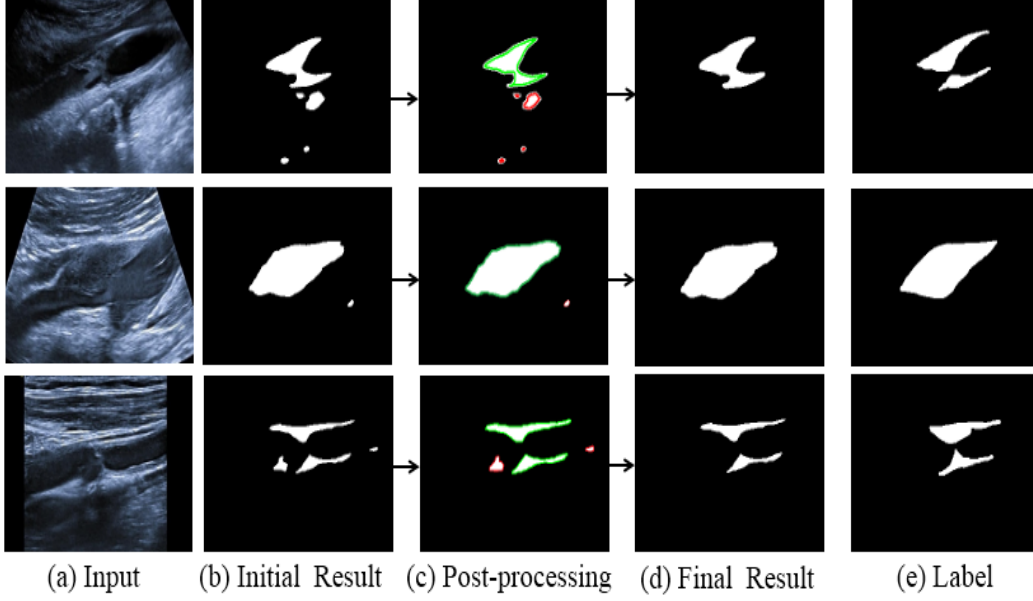 (a) Input (b) Initial Result (c) Post-processing (d) Final Result (e) Label